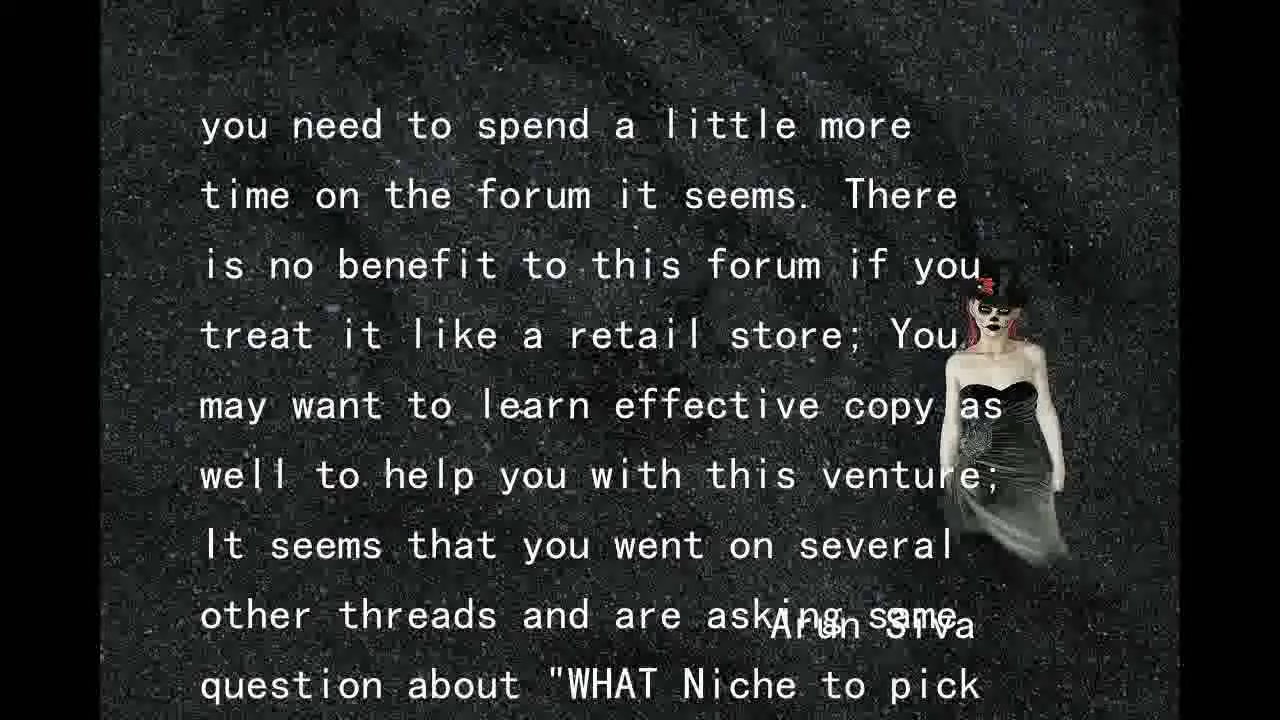 you need to spend a little more
time on the forum it seems. There
is no benefit to this forum if you
treat it like a retail store; You
may want to learn effective copy as
well to help you with this venture;
It seems that you went on several
other threads and are asking same
Arun Siva
question about "WHAT Niche to pick